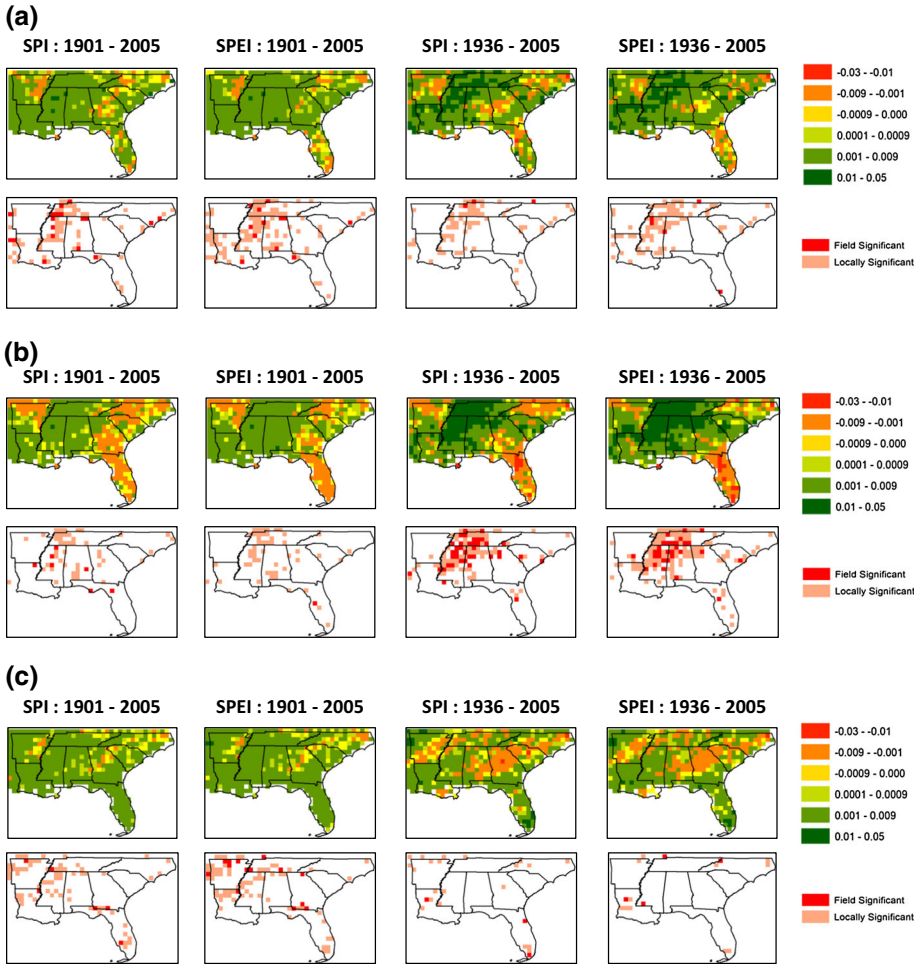 (a)
SPI : 1901 - 2005 SPEI : 1901 - 2005 SPI : 1936 - 2005 SPEI : 1936 - 2005
-0.03 - -0.01
-0.009 - -0.001
-0.0009 - 0.000
0.0001 - 0.0009
0.001 - 0.009
0.01 - 0.05
Field Significant
Locally Significant
(b)
SPI : 1901 - 2005 SPEI : 1901 - 2005 SPI : 1936 - 2005 SPEI : 1936 - 2005
-0.03 - -0.01
-0.009 - -0.001
-0.0009 - 0.000
0.0001 - 0.0009
0.001 - 0.009
0.01 - 0.05
Field Significant
Locally Significant
(c)
SPI : 1901 - 2005 SPEI : 1901 - 2005 SPI : 1936 - 2005 SPEI : 1936 - 2005
-0.03 - -0.01
-0.009 - -0.001
-0.0009 - 0.000
0.0001 - 0.0009
0.001 - 0.009
0.01 - 0.05
Field Significant
Locally Significant